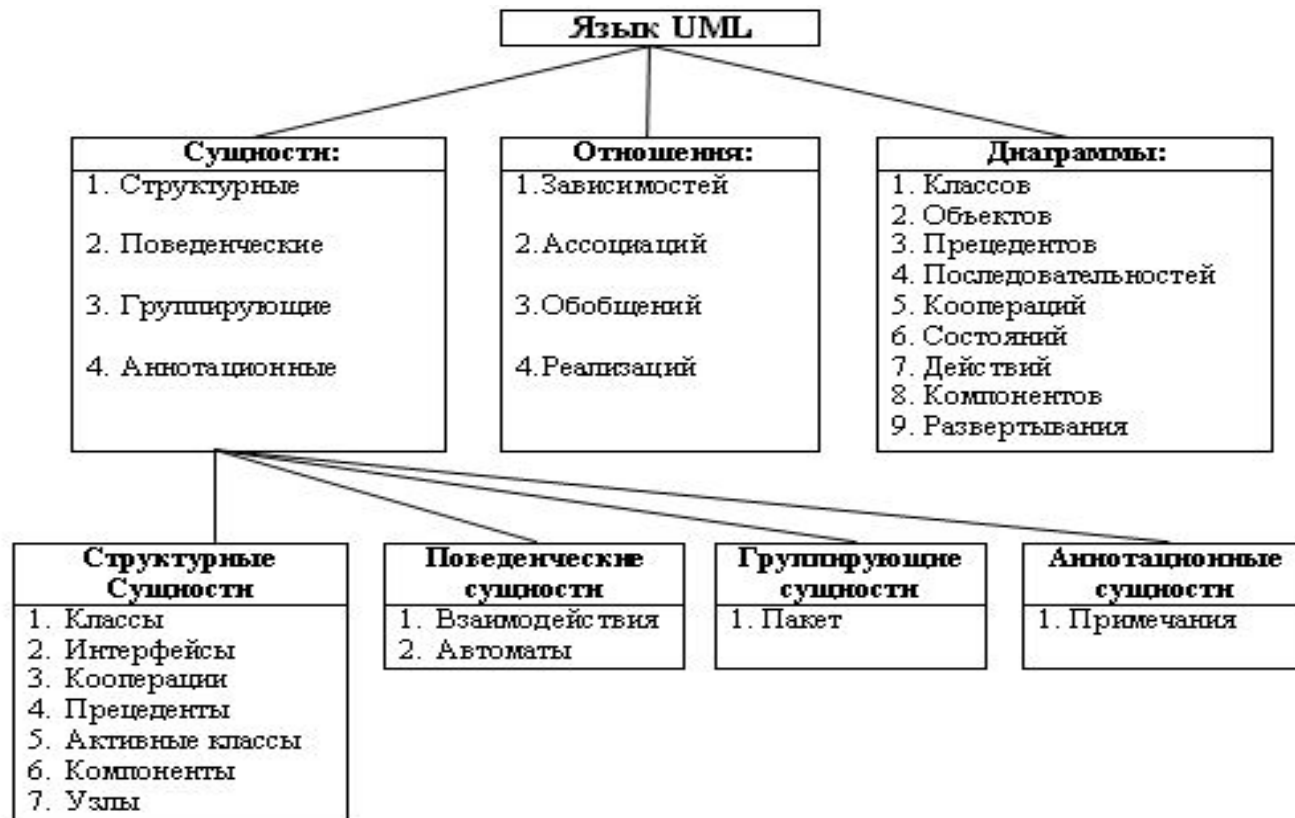 Язык UML
Сущности:
1. Структурные
2. Поведенческие
3. Группирующие
4. Аннотационные
Отношения:
1.Зависимостей
2.Ассоциаций
3.Обобщений
4.Реализаций
Диаграммы:
1. Классов
2. Объектов
3. Прецедентов
4. Последовательностей
5. Коопераций
6. Состояний
7. Действий
8. Компонентов
9. Развертывания
Структурные
Сущности
1. Классы
2. Интерфейсы
3. Кооперации
4. Прецеденты
5. Активные классы
6. Компоненты
7. Узлы
Поведенческие
сущности
1. Взаимодействия
2. Автоматы
Группирующие
сущности
1. Пакет
Аннотационные
сущности
1. Примечания